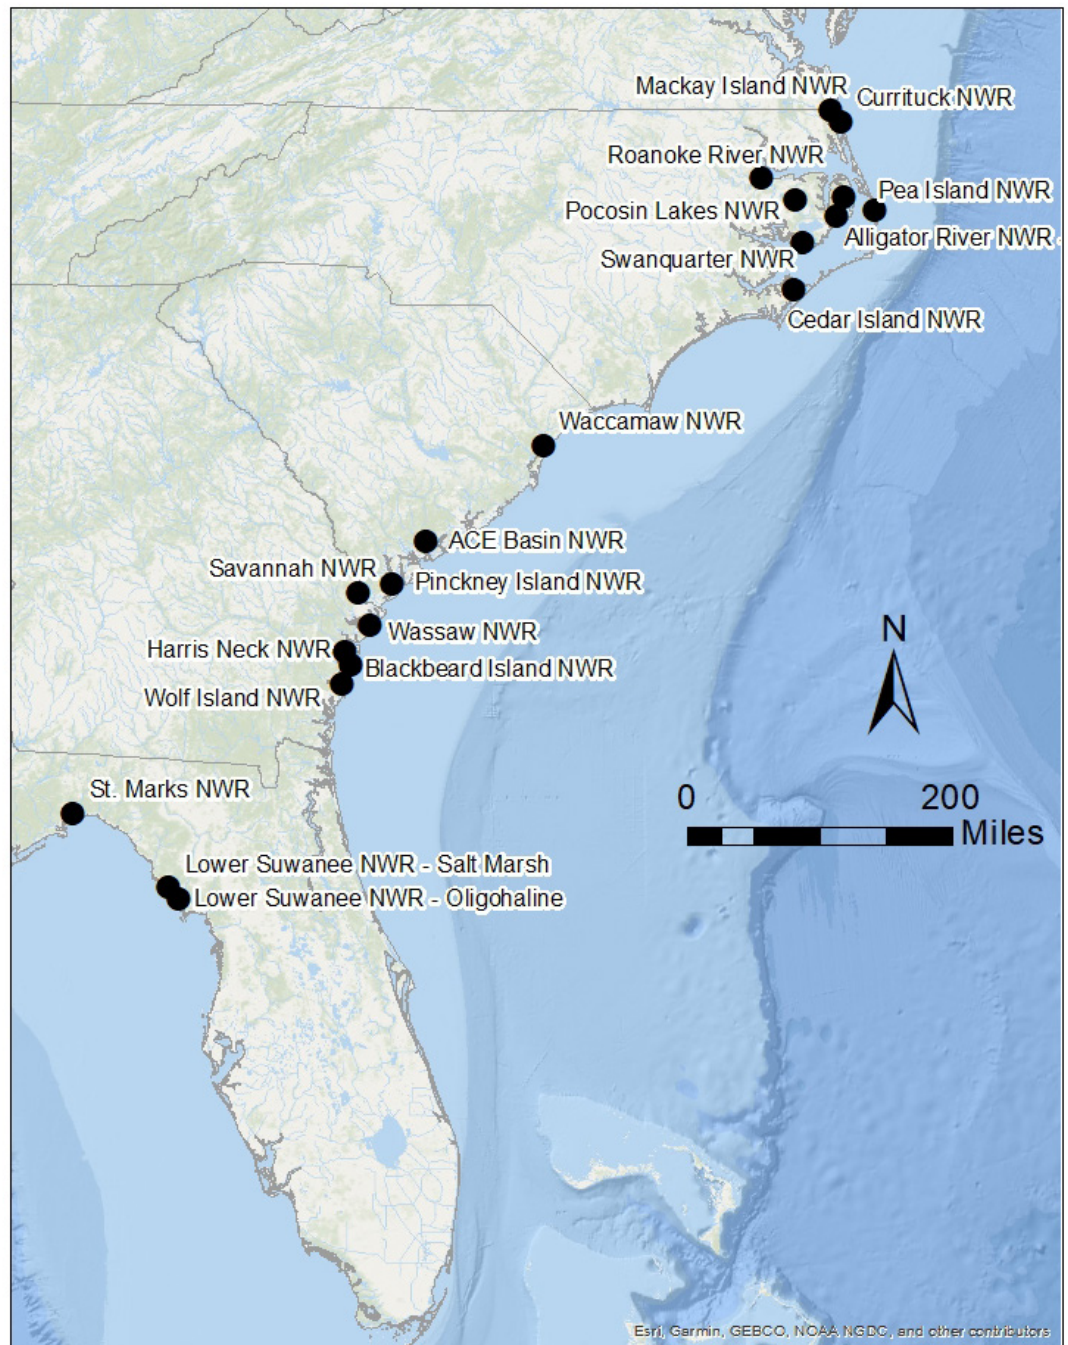 Mackay Island NWR
Currituck NWR
Roanoke River NWR
Pea Island NWR
Pocosin Lakes NWR
Alligator River NWR -
Swanquarter NWR
Cedar Island NWR
Waccamaw NWR
ACE Basin NWR
Savannah NWR
Pinckney Island NWR
Wassaw NWR
Harris Neck NWR
Blackbeard Island NWR
Wolf Island NWR
N
St. Marks NWR
0 200
Miles
Lower Suwanee NWR - Salt Marsh
Lower Suwanee NWR - Oligohaline
Esri, Garmin, GEBCO, NOAA NGDC, and other contributors